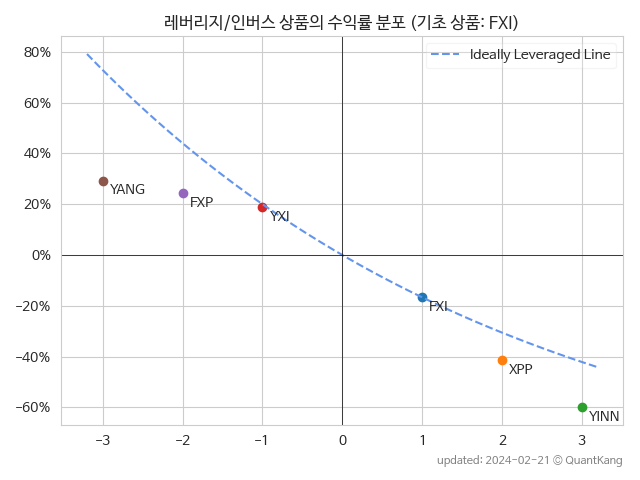 레버리지/인버스 상품의 수익률 분포 (기초 상품: FXI)
Ideally Leveraged Line
80%
60%
40%
20%
0%
−20%
−40%
−60%
YANG
FXP
YXI
FXI
XPP
YINN
−3
−2
−1
0
1
2
3
updated: 2024-02-21 © QuantKang